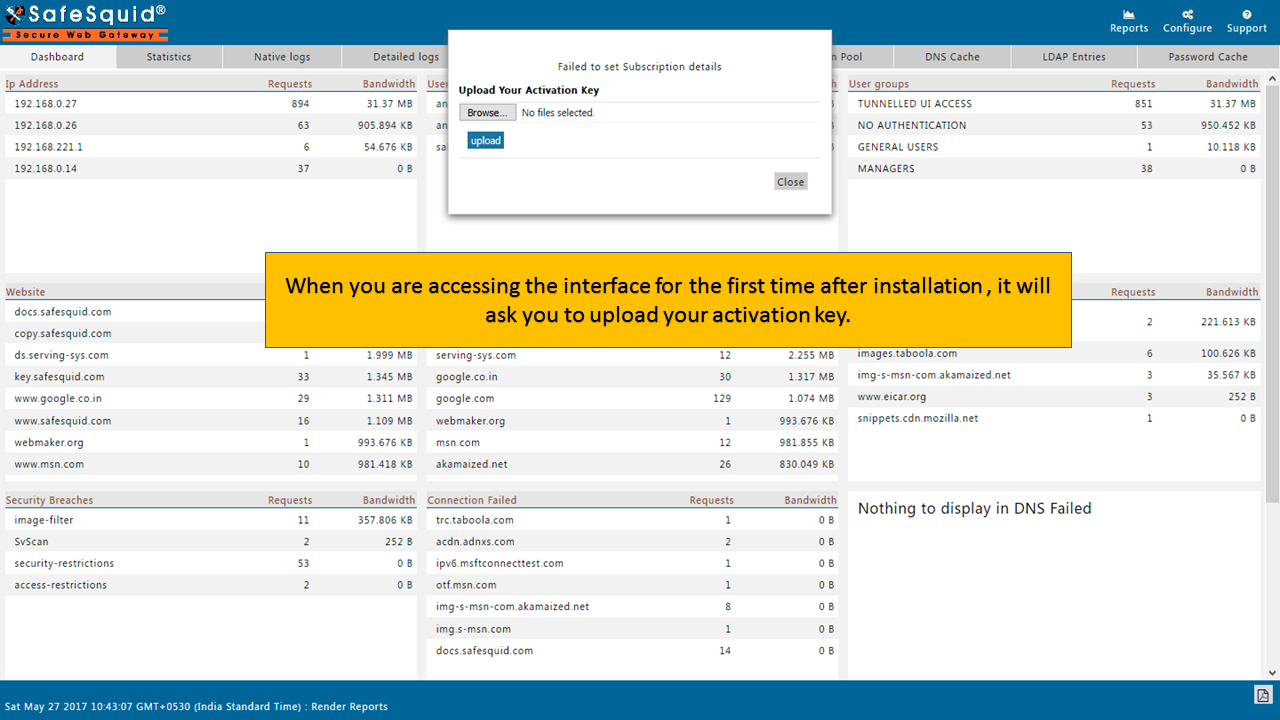 SafeSquid®
Secure Web Gateway
Reports Configure Support
Dashboard Statistics Native logs Detailed logs n Pool DNS Cache LDAP Entries Password Cache
Failed to set Subscription details
Upload Your Activation Key
Browse... No files selected.
upload
Close
Ip Address Requests Bandwidth
192.168.0.27 894 31.37 MB
192.168.0.26 63 905.894 KB
192.168.221.1 6 54.676 KB
192.168.0.14 37 0 B
User groups Requests Bandwidth
TUNNELLED UI ACCESS 851 31.37 MB
NO AUTHENTICATION 53 950.452 KB
GENERAL USERS 1 10.118 KB
MANAGERS 38 0 B
When you are accessing the interface for the first time after installation , it will
ask you to upload your activation key.
Website
docs.safesquid.com
copy.safesquid.com
ds.serving-sys.com 1 1.999 MB
key.safesquid.com 33 1.345 MB
www.google.co.in 29 1.311 MB
www.safesquid.com 16 1.109 MB
webmaker.org 1 993.676 KB
www.msn.com 10 981.418 KB
serving-sys.com 12 2.255 MB
google.co.in 30 1.317 MB
google.com 129 1.074 MB
webmaker.org 1 993.676 KB
msn.com 12 981.855 KB
akamaized.net 26 830.049 KB
Requests Bandwidth
2 221.613 KB
images.taboola.com 6 100.626 KB
img-s-msn-com.akamaized.net 3 35.567 KB
www.eicar.org 3 252 B
snippets.cdn.mozilla.net 1 0 B
Security Breaches Requests Bandwidth
image-filter 11 357.806 KB
SvScan 2 252 B
security-restrictions 53 0 B
access-restrictions 2 0 B
Connection Failed Requests Bandwidth
trc.taboola.com 1 0 B
acdn.adnxs.com 2 0 B
ipv6.msftconnecttest.com 1 0 B
otf.msn.com 1 0 B
img-s-msn-com.akamaized.net 8 0 B
img.s-msn.com 1 0 B
docs.safesquid.com 14 0 B
Nothing to display in DNS Failed
Sat May 27 2017 10:43:07 GMT+0530 (India Standard Time) : Render Reports